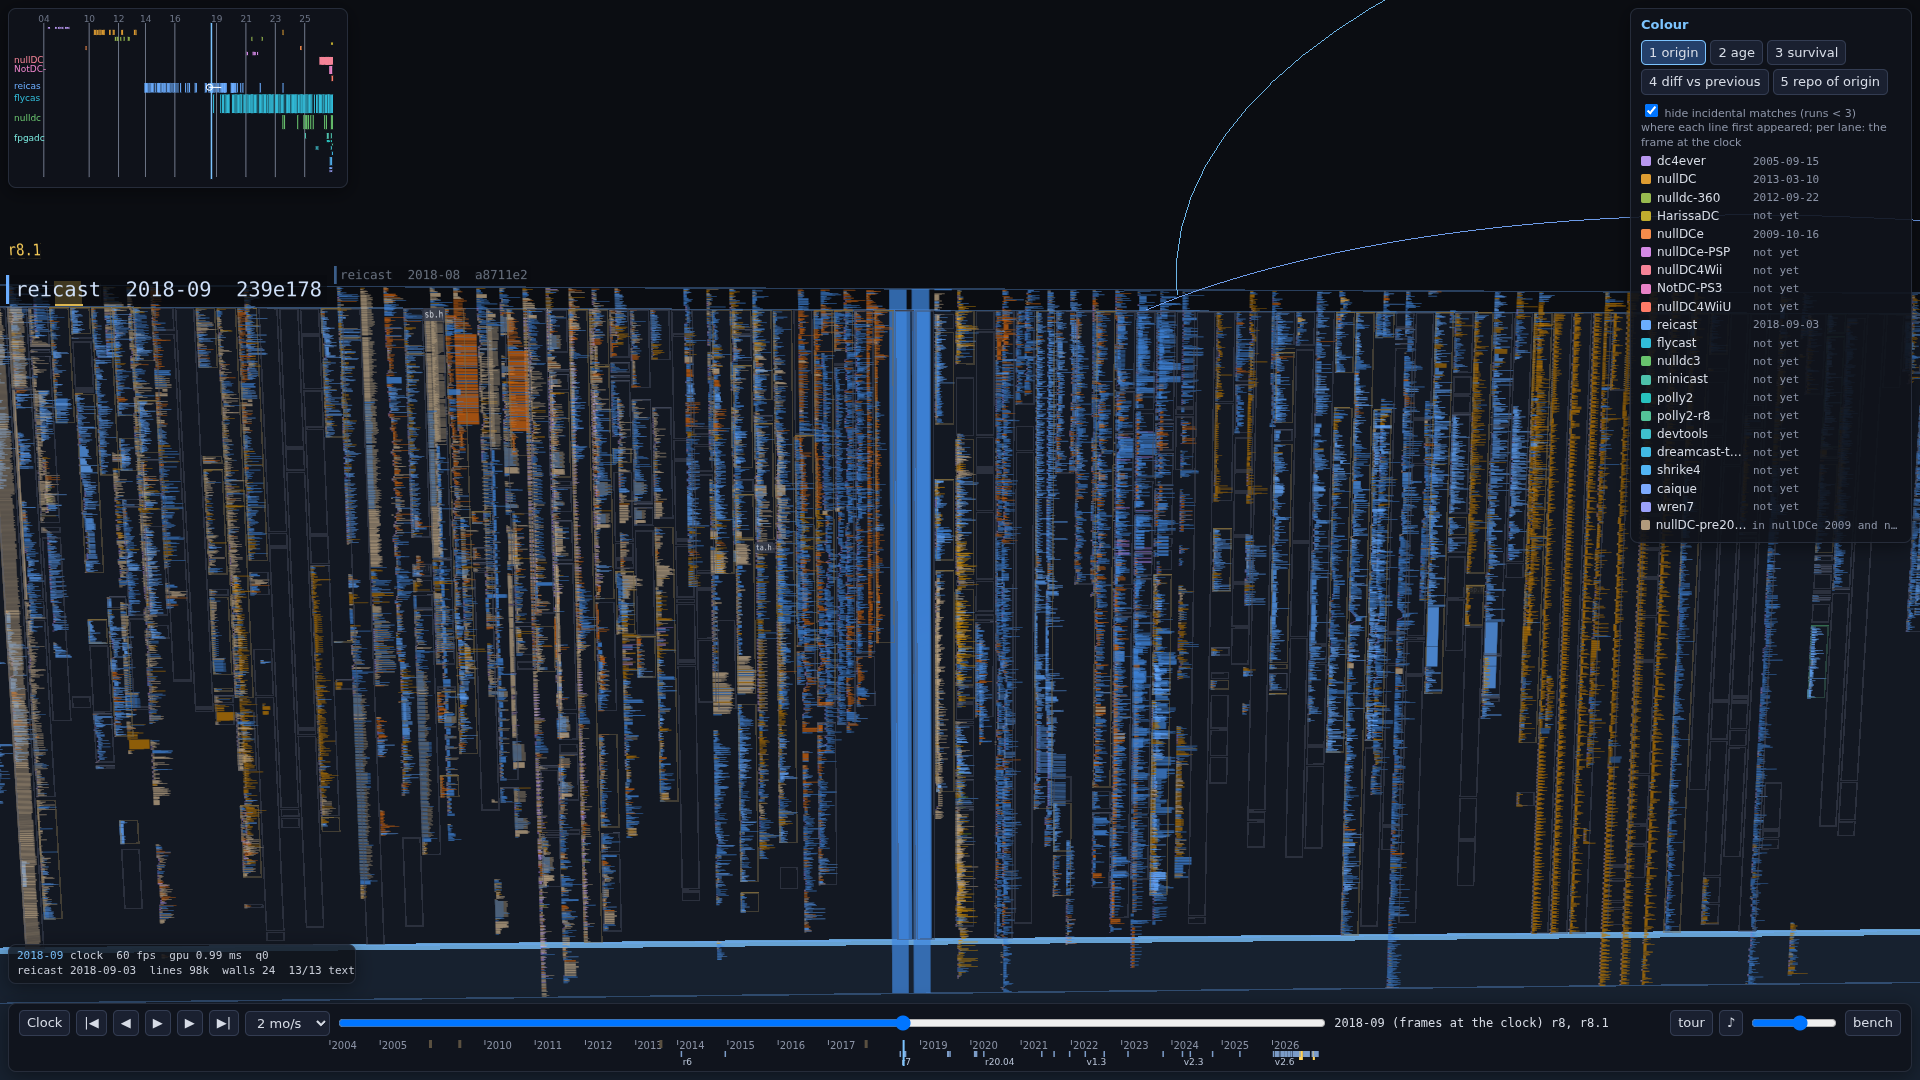 04 10 12 14 16 19 21 23 25
nullDC
NotDC-
reicas
flycas
nulldc
fpgadc
r8.1
reicast 2018-09 239e178
reicast 2018-08 a8711e2
sb.h
ta.h
Colour
1 origin
2 age
3 survival
4 diff vs previous
5 repo of origin
hide incidental matches (runs < 3)
where each line first appeared; per lane: the
frame at the clock
dc4ever 2005-09-15
nullDC 2013-03-10
nulldc-360 2012-09-22
HarissaDC not yet
nullDCe 2009-10-16
nullDCe-PSP not yet
nullDC4Wii not yet
NotDC-PS3 not yet
nullDC4WiiU not yet
reicast 2018-09-03
flycast not yet
nulldc3 not yet
minicast not yet
polly2 not yet
polly2-r8 not yet
devtools not yet
dreamcast-t... not yet
shrike4 not yet
caique not yet
wren7 not yet
nullDC-pre20... in nullDCe 2009 and n...
2018-09 clock 60 fps gpu 0.99 ms q0
reicast 2018-09-03 lines 98k walls 24 13/13 text
Clock
2 mo/s
2018-09 (frames at the clock) r8, r8.1
tour
♪
bench
2004 2005 2010 2011 2012 2013 2014 2015 2016 2017 2019 2020 2021 2022 2023 2024 2025 2026
r6 r7 r20.04 v1.3 v2.3 v2.6